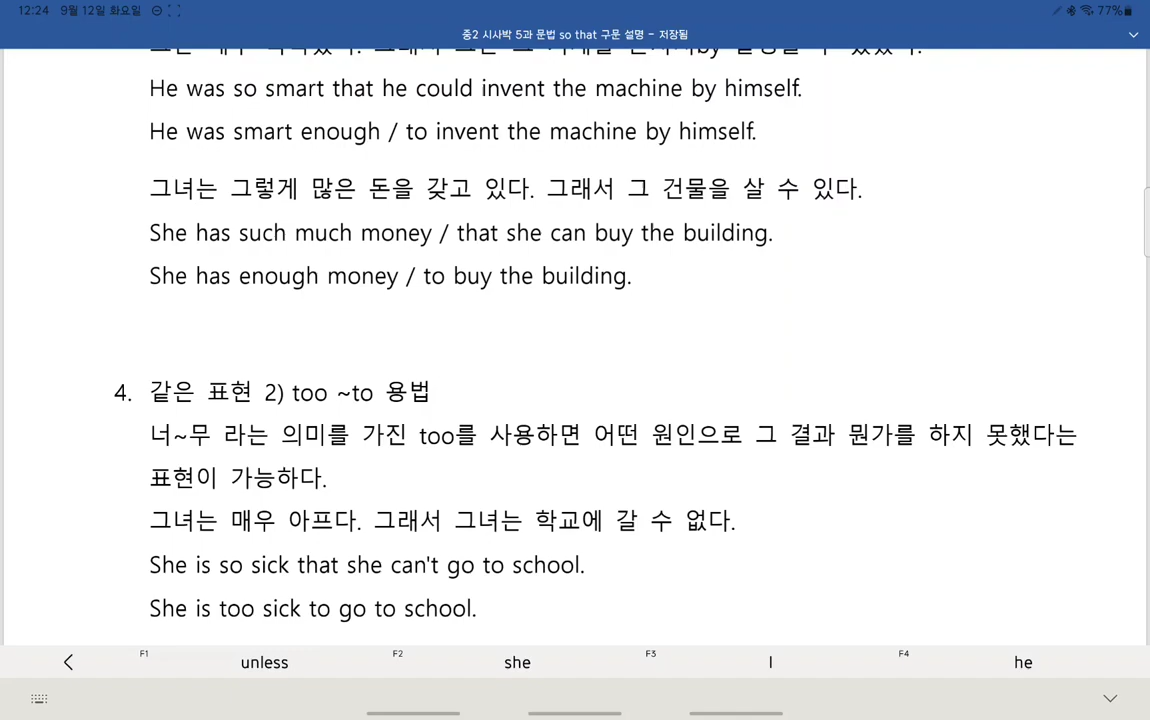 12:24 9월 12일 화요일
77%
중2 시사박 5과 문법 so that 구문 설명 - 저장됨
He was so smart that he could invent the machine by himself.
He was smart enough / to invent the machine by himself.
그녀는 그렇게 많은 돈을 갖고 있다. 그래서 그 건물을 살 수 있다.
She has such much money / that she can buy the building.
She has enough money / to buy the building.
4. 같은 표현 2) too ~to 용법
너~무 라는 의미를 가진 too를 사용하면 어떤 원인으로 그 결과 뭔가를 하지 못했다는
표현이 가능하다.
그녀는 매우 아프다. 그래서 그녀는 학교에 갈 수 없다.
She is so sick that she can't go to school.
She is too sick to go to school.
F1 unless F2 she F3 I F4 he